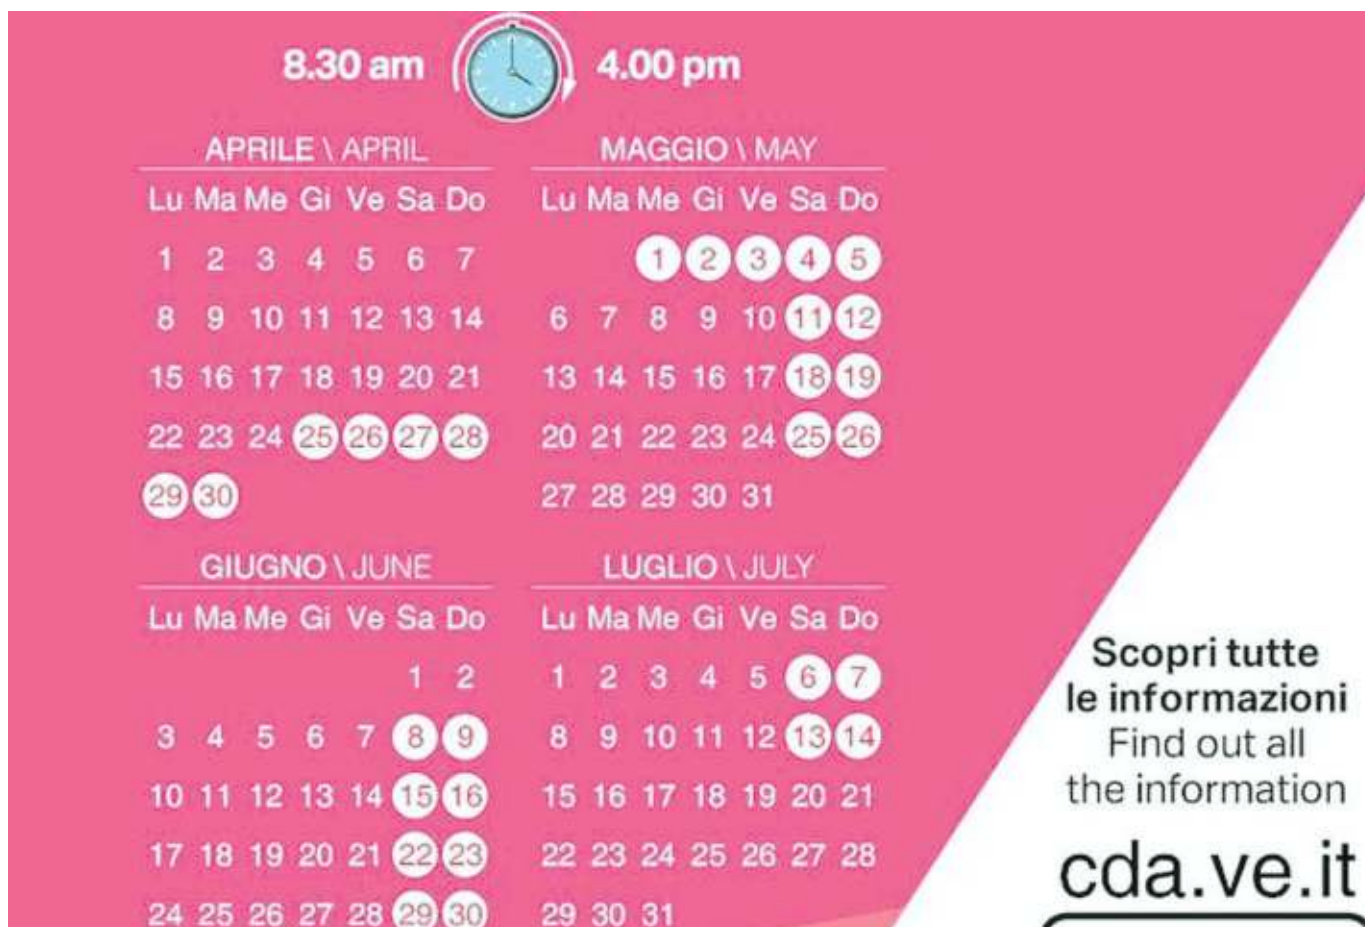 8.30 am 4.00 pm
APRILE \ APRIL
Lu Ma Me Gi Ve Sa Do
1 2 3 4 5 6 7
8 9 10 11 12 13 14
15 16 17 18 19 20 21
22 23 24 25 26 27 28
29 30
MAGGIO \ MAY
Lu Ma Me Gi Ve Sa Do
1 2 3 4 5
6 7 8 9 10 11 12
13 14 15 16 17 18 19
20 21 22 23 24 25 26
27 28 29 30 31
GIUGNO \ JUNE
Lu Ma Me Gi Ve Sa Do
1 2
3 4 5 6 7 8 9
10 11 12 13 14 15 16
17 18 19 20 21 22 23
24 25 26 27 28 29 30
LUGLIO \ JULY
Lu Ma Me Gi Ve Sa Do
1 2 3 4 5 6 7
8 9 10 11 12 13 14
15 16 17 18 19 20 21
22 23 24 25 26 27 28
29 30 31
Scopri tutte
le informazioni
Find out all
the information
cda.ve.it